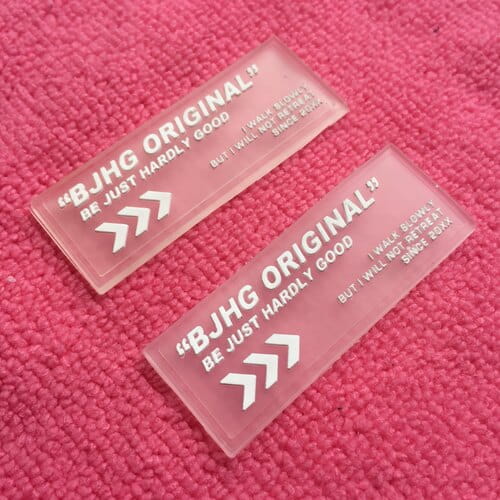 “BJHG ORIGINAL”
BE JUST HARDLY GOOD
I WALK SLOWLY
BUT I WILL NOT RETREAT
SINCE 20XX
“BJHG ORIGINAL”
BE JUST HARDLY GOOD
I WALK SLOWLY
BUT I WILL NOT RETREAT
SINCE 20XX